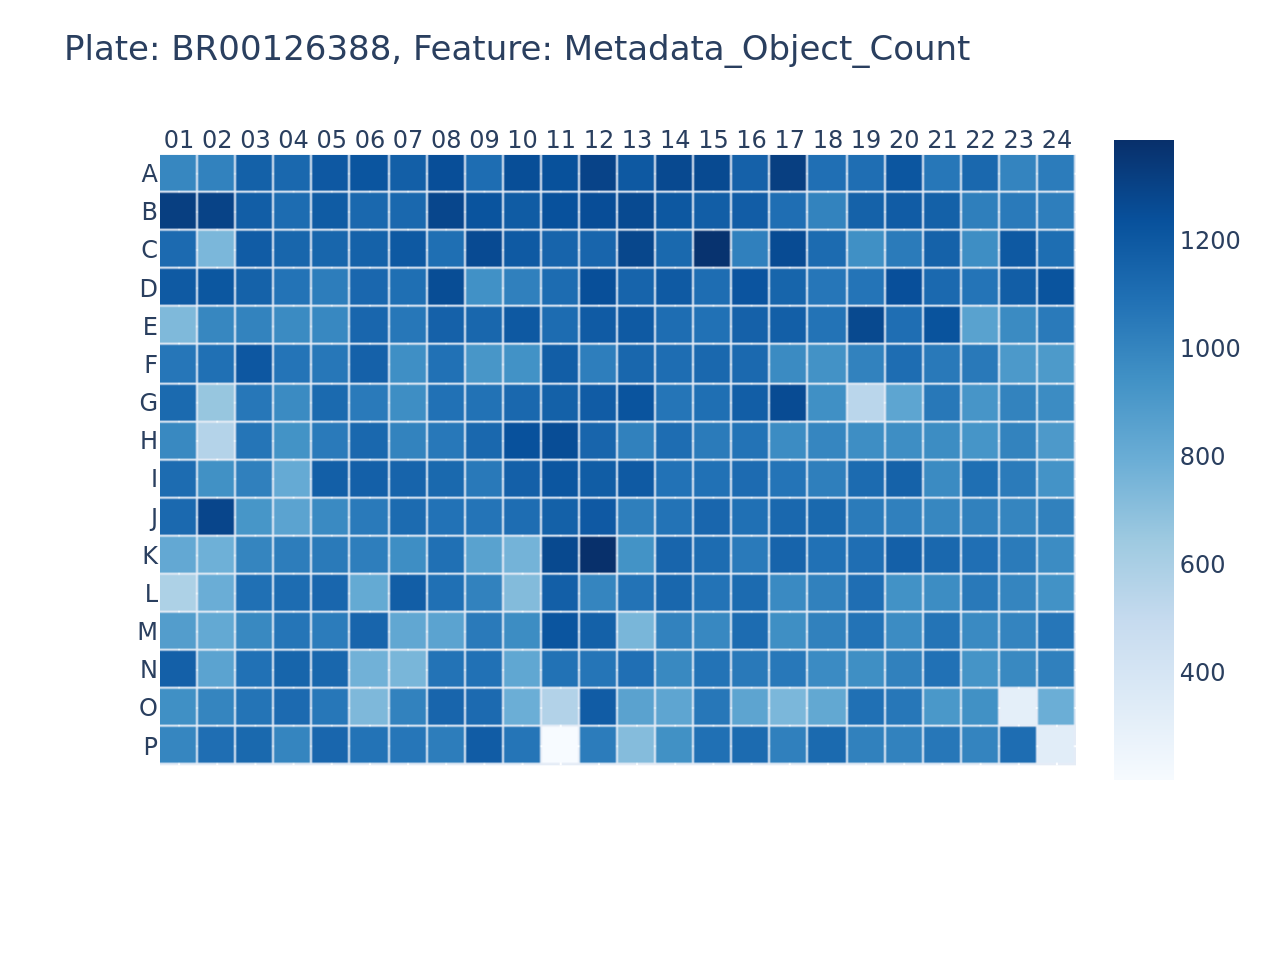 Plate: BR00126388, Feature: Metadata_Object_Count
01 02 03 04 05 06 07 08 09 10 11 12 13 14 15 16 17 18 19 20 21 22 23 24
A
B
C
D
E
F
G
H
I
J
K
L
M
N
O
P
1200
1000
800
600
400